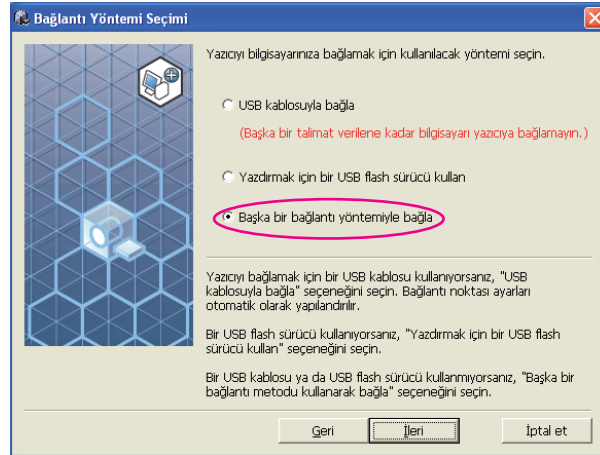 Bağlantı Yöntemi Seçimi
Yazıcıyı bilgisayarınıza bağlamak için kullanılacak yöntemi seçin.
USB kablosuyla bağla
(Başka bir talimat verilene kadar bilgisayarı yazıcıya bağlamayın.)
Yazdırmak için bir USB flash sürücü kullan
Başka bir bağlantı yöntemiyle bağla
Yazıcıyı bağlamak için bir USB kablosu kullanıyorsanız, "USB
kablosuyla bağla" seçeneğini seçin. Bağlantı noktası ayarları
otomatik olarak yapılandırılır.
Bir USB flash sürücü kullanıyorsanız, "Yazdırmak için bir USB flash
sürücü kullan" seçeneğini seçin.
Bir USB kablosu ya da USB flash sürücü kullanmıyorsanız, "Başka bir
bağlantı metodu kullanarak bağla" seçeneğini seçin.
Geri
İleri
İptal et